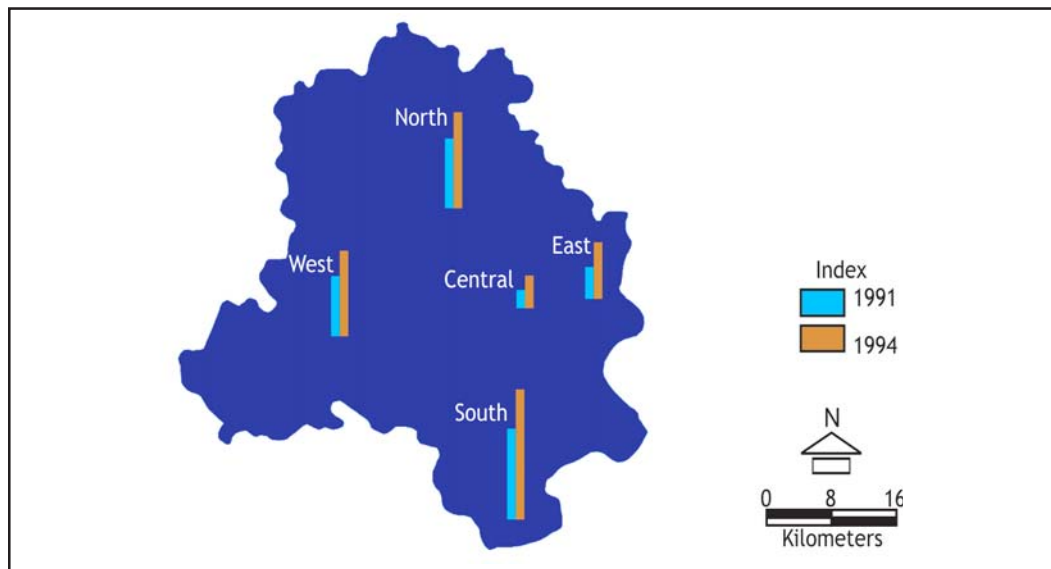 North
East
West
Central
South
Index
1991
1994
N
0 8 16
Kilometers